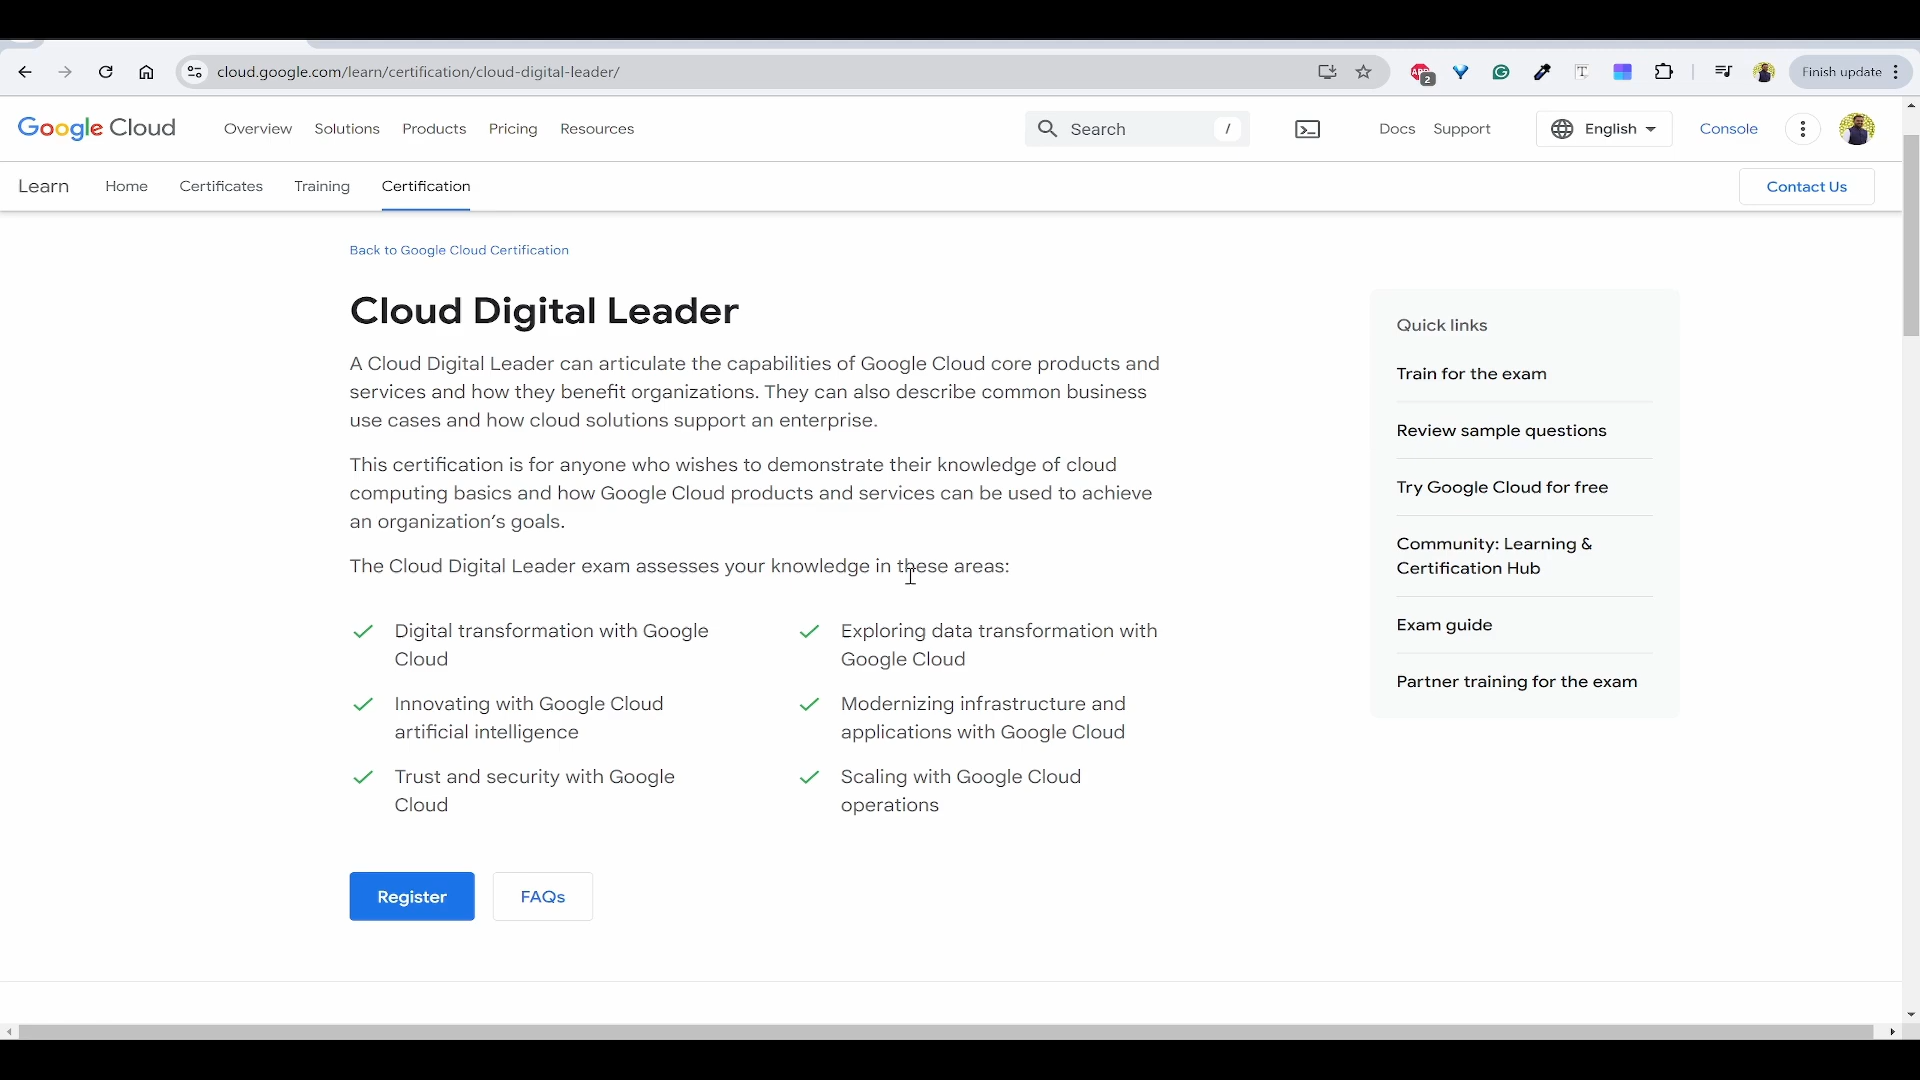 cloud.google.com/learn/certification/cloud-digital-leader/
2
T
Finish update
Google Cloud
Overview
Solutions
Products
Pricing
Resources
Search
/
Docs
Support
English
Console
Learn
Home
Certificates
Training
Certification
Contact Us
Back to Google Cloud Certification
Cloud Digital Leader
A Cloud Digital Leader can articulate the capabilities of Google Cloud core products and
services and how they benefit organizations. They can also describe common business
use cases and how cloud solutions support an enterprise.
This certification is for anyone who wishes to demonstrate their knowledge of cloud
computing basics and how Google Cloud products and services can be used to achieve
an organization's goals.
The Cloud Digital Leader exam assesses your knowledge in these areas:
Digital transformation with Google
Cloud
Exploring data transformation with
Google Cloud
Innovating with Google Cloud
artificial intelligence
Modernizing infrastructure and
applications with Google Cloud
Trust and security with Google
Cloud
Scaling with Google Cloud
operations
Register
FAQs
Quick links
Train for the exam
Review sample questions
Try Google Cloud for free
Community: Learning &
Certification Hub
Exam guide
Partner training for the exam